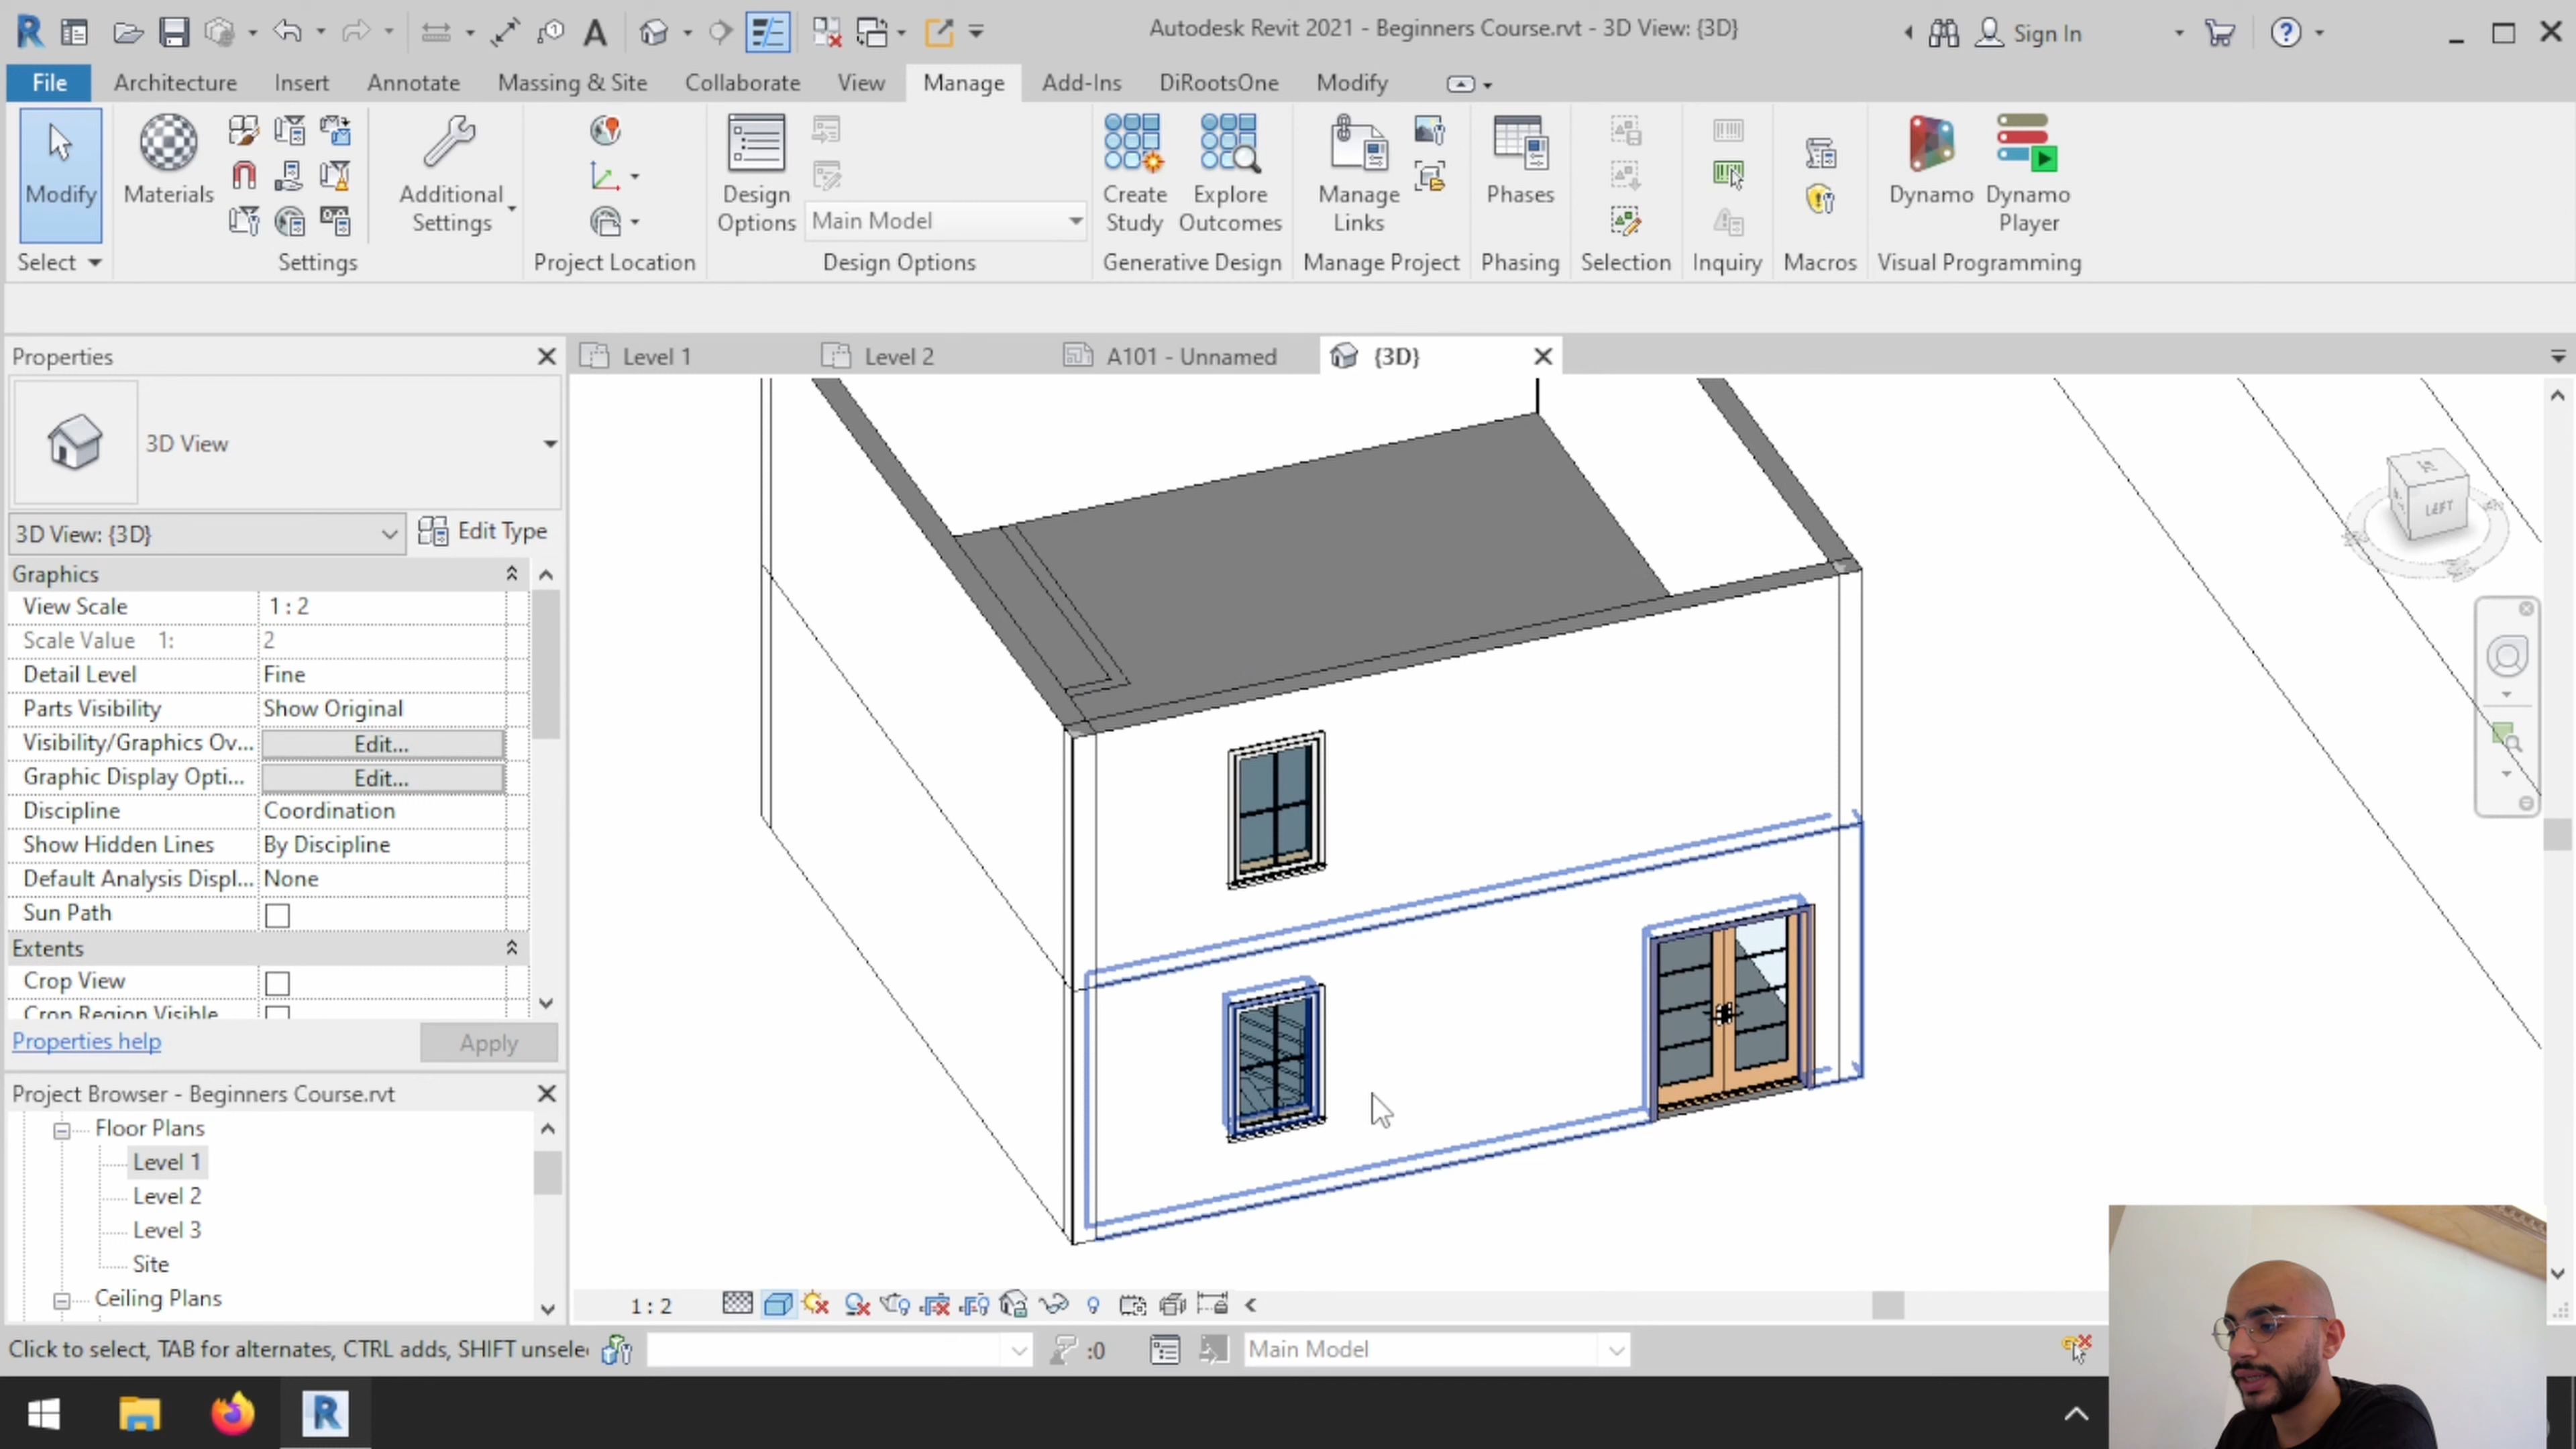 Autodesk Revit 2021 - Beginners Course.rvt - 3D View: {3D}
Sign In
File Architecture Insert Annotate Massing & Site Collaborate View Manage Add-Ins DiRootsOne Modify
Modify
Materials
Additional
Settings
Design
Options
Main Model
Create
Study
Explore
Outcomes
Manage
Links
Phases
Dynamo
Dynamo
Player
Select Settings Project Location Design Options Generative Design Manage Project Phasing Selection Inquiry Macros Visual Programming
Properties
Level 1
Level 2
A101 - Unnamed
{3D}
3D View
3D View: {3D}
Edit Type
Graphics
View Scale 1 : 2
Scale Value 1: 2
Detail Level Fine
Parts Visibility Show Original
Visibility/Graphics Ov... Edit...
Graphic Display Opti... Edit...
Discipline Coordination
Show Hidden Lines By Discipline
Default Analysis Displ... None
Sun Path
Extents
Crop View
Crop Region Visible
Properties help
Apply
LEFT
Project Browser - Beginners Course.rvt
Floor Plans
Level 1
Level 2
Level 3
Site
Ceiling Plans
1 : 2
Click to select, TAB for alternates, CTRL adds, SHIFT unsele
:0
Main Model